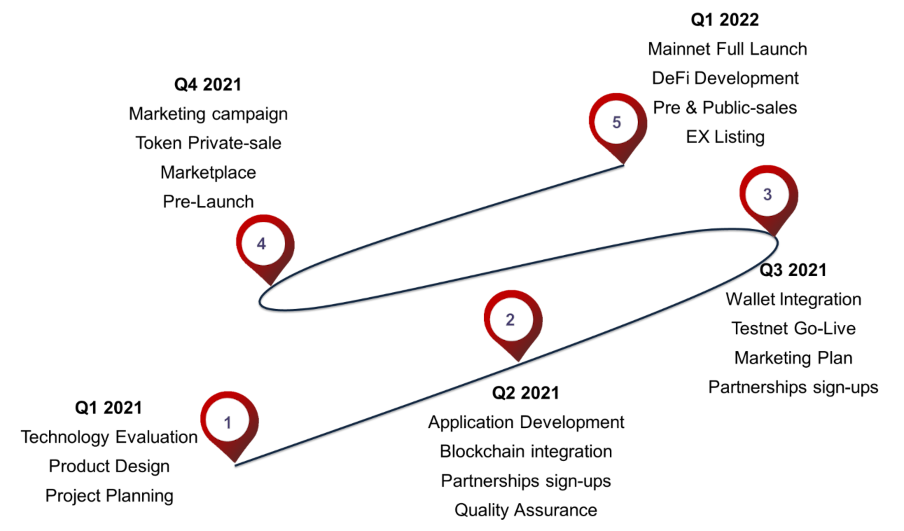 Q1 2022
Mainnet Full Launch
DeFi Development
Pre & Public-sales
EX Listing
5
Q4 2021
Marketing campaign
Token Private-sale
Marketplace
Pre-Launch
4
3
Q3 2021
Wallet Integration
Testnet Go-Live
Marketing Plan
Partnerships sign-ups
2
Q2 2021
Application Development
Blockchain integration
Partnerships sign-ups
Quality Assurance
1
Q1 2021
Technology Evaluation
Product Design
Project Planning